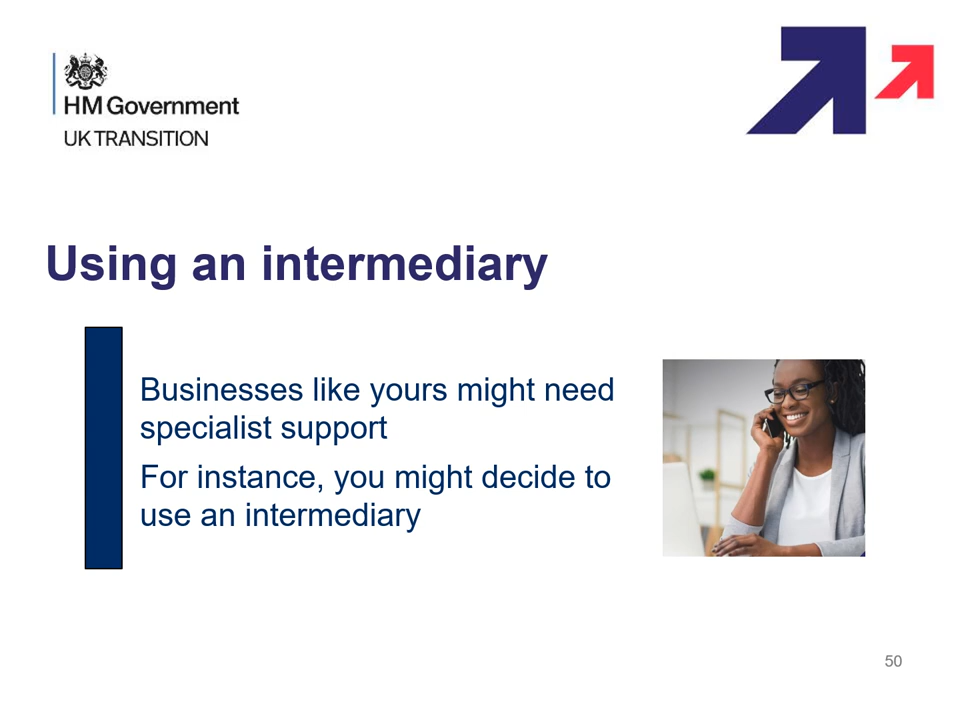 HM Government
UK TRANSITION
Using an intermediary
Businesses like yours might need
specialist support
For instance, you might decide to
use an intermediary
50